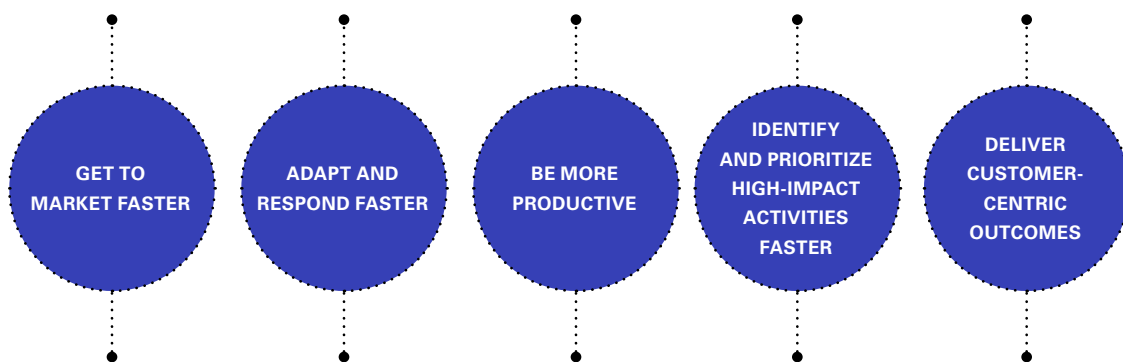 GET TO
MARKET FASTER
ADAPT AND
RESPOND FASTER
BE MORE
PRODUCTIVE
IDENTIFY
AND PRIORITIZE
HIGH-IMPACT
ACTIVITIES
FASTER
DELIVER
CUSTOMER-
CENTRIC
OUTCOMES